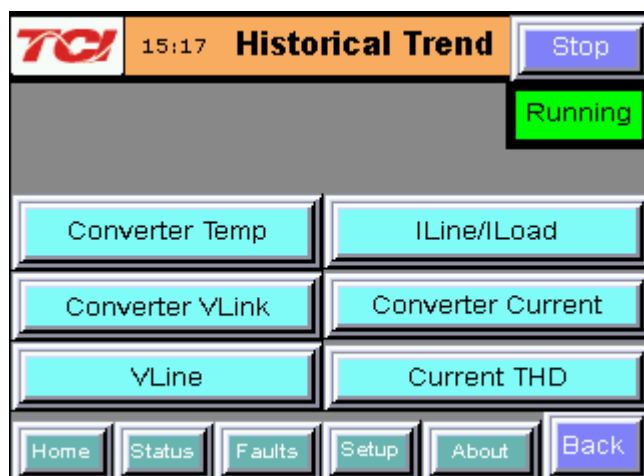 TCI 15:17 Historical Trend Stop
Running
Converter Temp ILine/ILoad
Converter VLink Converter Current
VLine Current THD
Home Status Faults Setup About Back